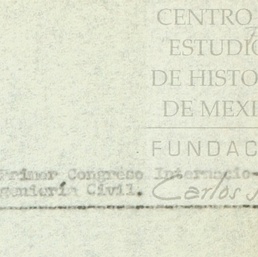 CENTRO
ESTUDIO
DE HISTO
DE MEXI
FUNDAC
Primer Congreso Internacio-
geniería Civil. Carlos